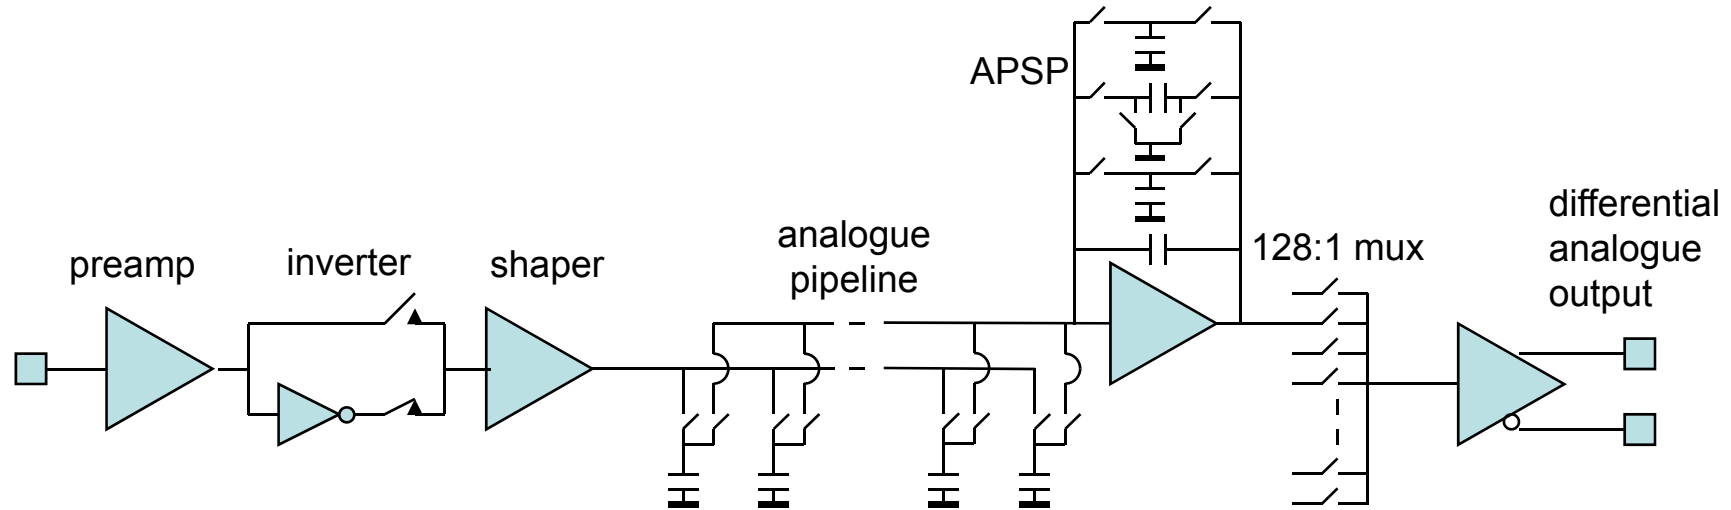 APSP
preamp
inverter
shaper
analogue
pipeline
128:1 mux
differential
analogue
output